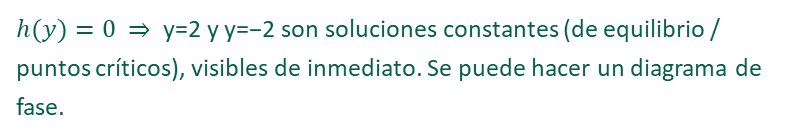 h(y) = 0 ⇒ y=2 y y=−2 son soluciones constantes (de equilibrio /
puntos críticos), visibles de inmediato. Se puede hacer un diagrama de
fase.